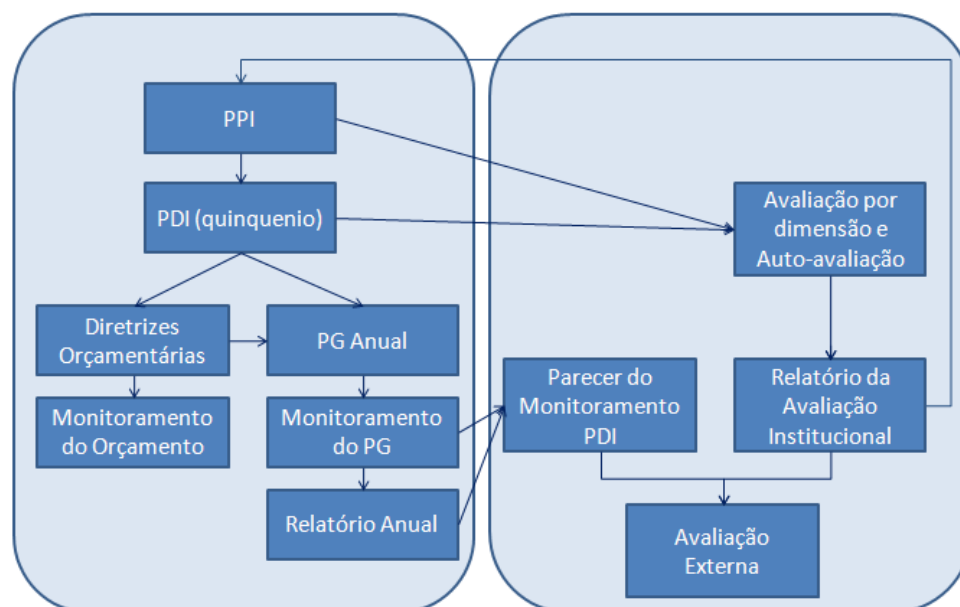 PPI
PDI (quinquenio)
Diretrizes
Orçamentárias
PG Anual
Monitoramento
do Orçamento
Monitoramento
do PG
Relatório Anual
Avaliação por
dimensão e
Auto-avaliação
Parecer do
Monitoramento
PDI
Relatório da
Avaliação
Institucional
Avaliação
Externa